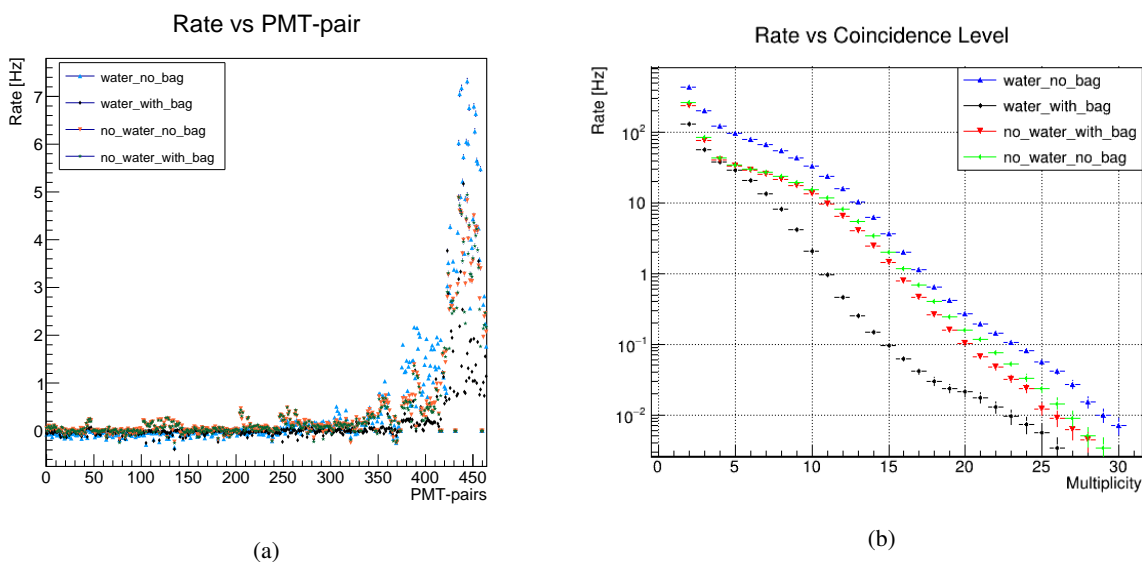 Rate vs PMT-pair
Rate [Hz]
water_no_bag
water_with_bag
no_water_no_bag
no_water_with_bag
7
6
5
4
3
2
1
0
0 50 100 150 200 250 300 350 400 450
PMT-pairs
(a)
Rate vs Coincidence Level
Rate [Hz]
water_no_bag
water_with_bag
no_water_with_bag
no_water_no_bag
10²
10
1
10⁻¹
10⁻²
0 5 10 15 20 25 30
Multiplicity
(b)